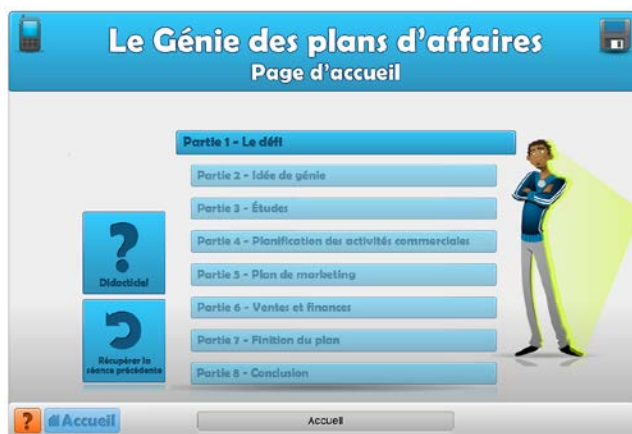 Le Génie des plans d'affaires
Page d'accueil
Partie 1 - Le défi
Partie 2 - Idée de génie
Partie 3 - Études
Partie 4 - Planification des activités commerciales
Partie 5 - Plan de marketing
Partie 6 - Ventes et finances
Partie 7 - Finition du plan
Partie 8 - Conclusion
?
Didacticiel
Récupérer la
séance précédente
? Accueil
Accueil